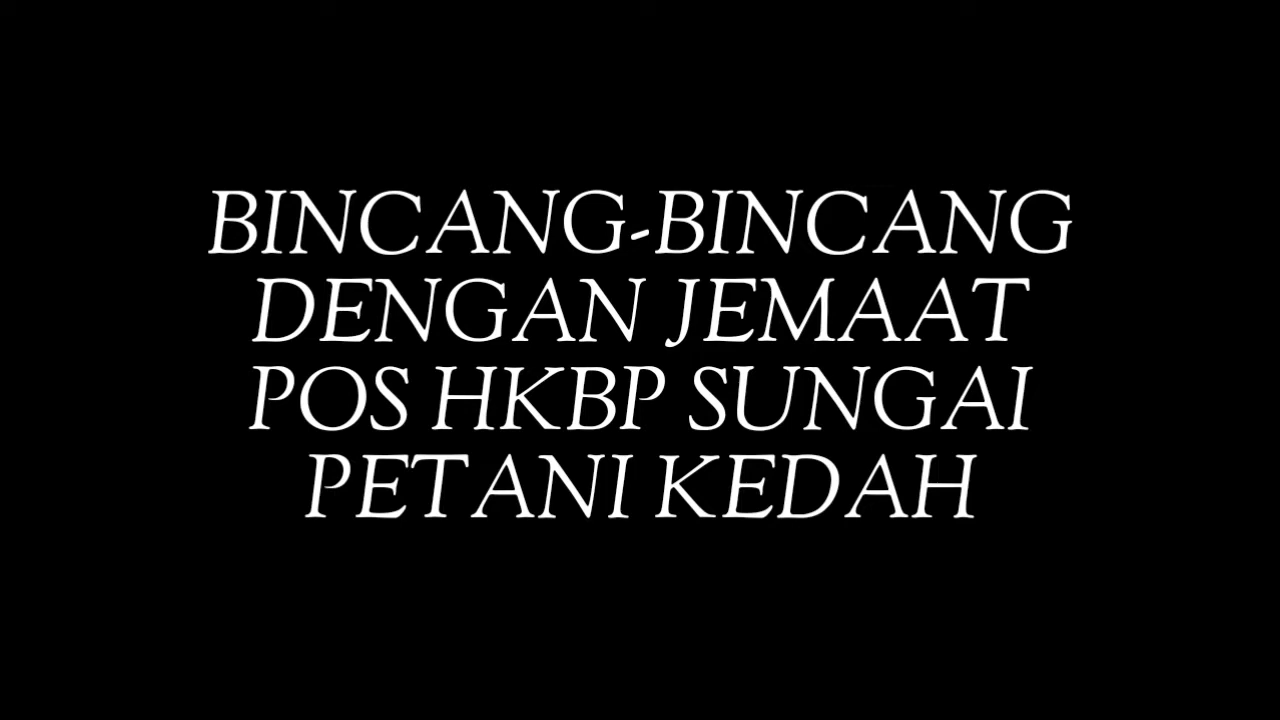 BINCANG-BINCANG
DENGAN JEMAAT
POS HKBP SUNGAI
PETANI KEDAH